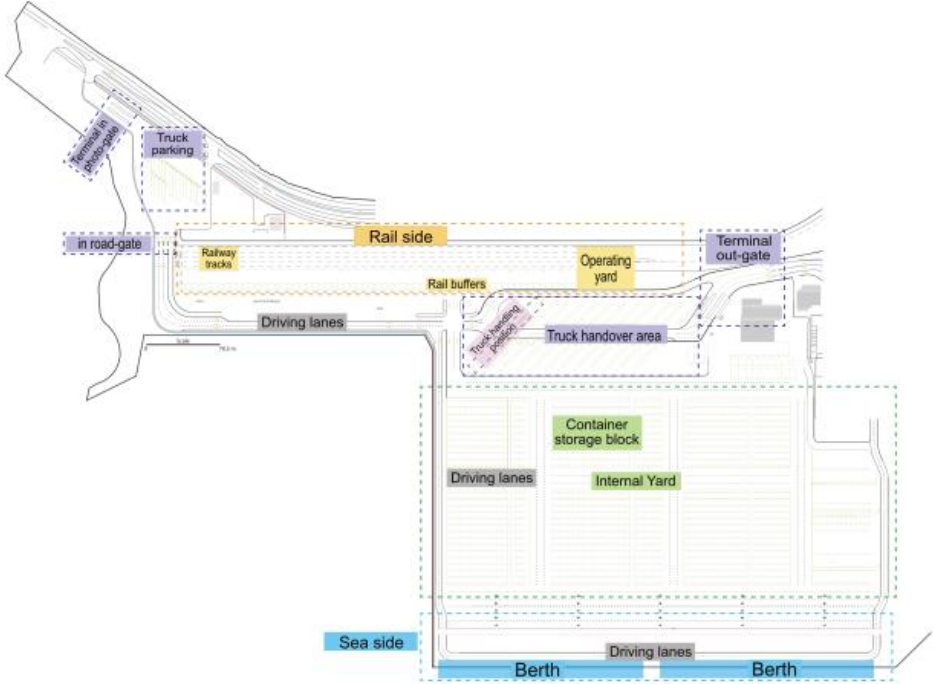 Terminal in
photo-gate
Truck
parking
in road-gate
Rail side
Railway
tracks
Operating
yard
Rail buffers
Terminal
out-gate
Driving lanes
Truck handling
position
Truck handover area
Container
storage block
Driving lanes
Internal Yard
Sea side
Driving lanes
Berth
Berth